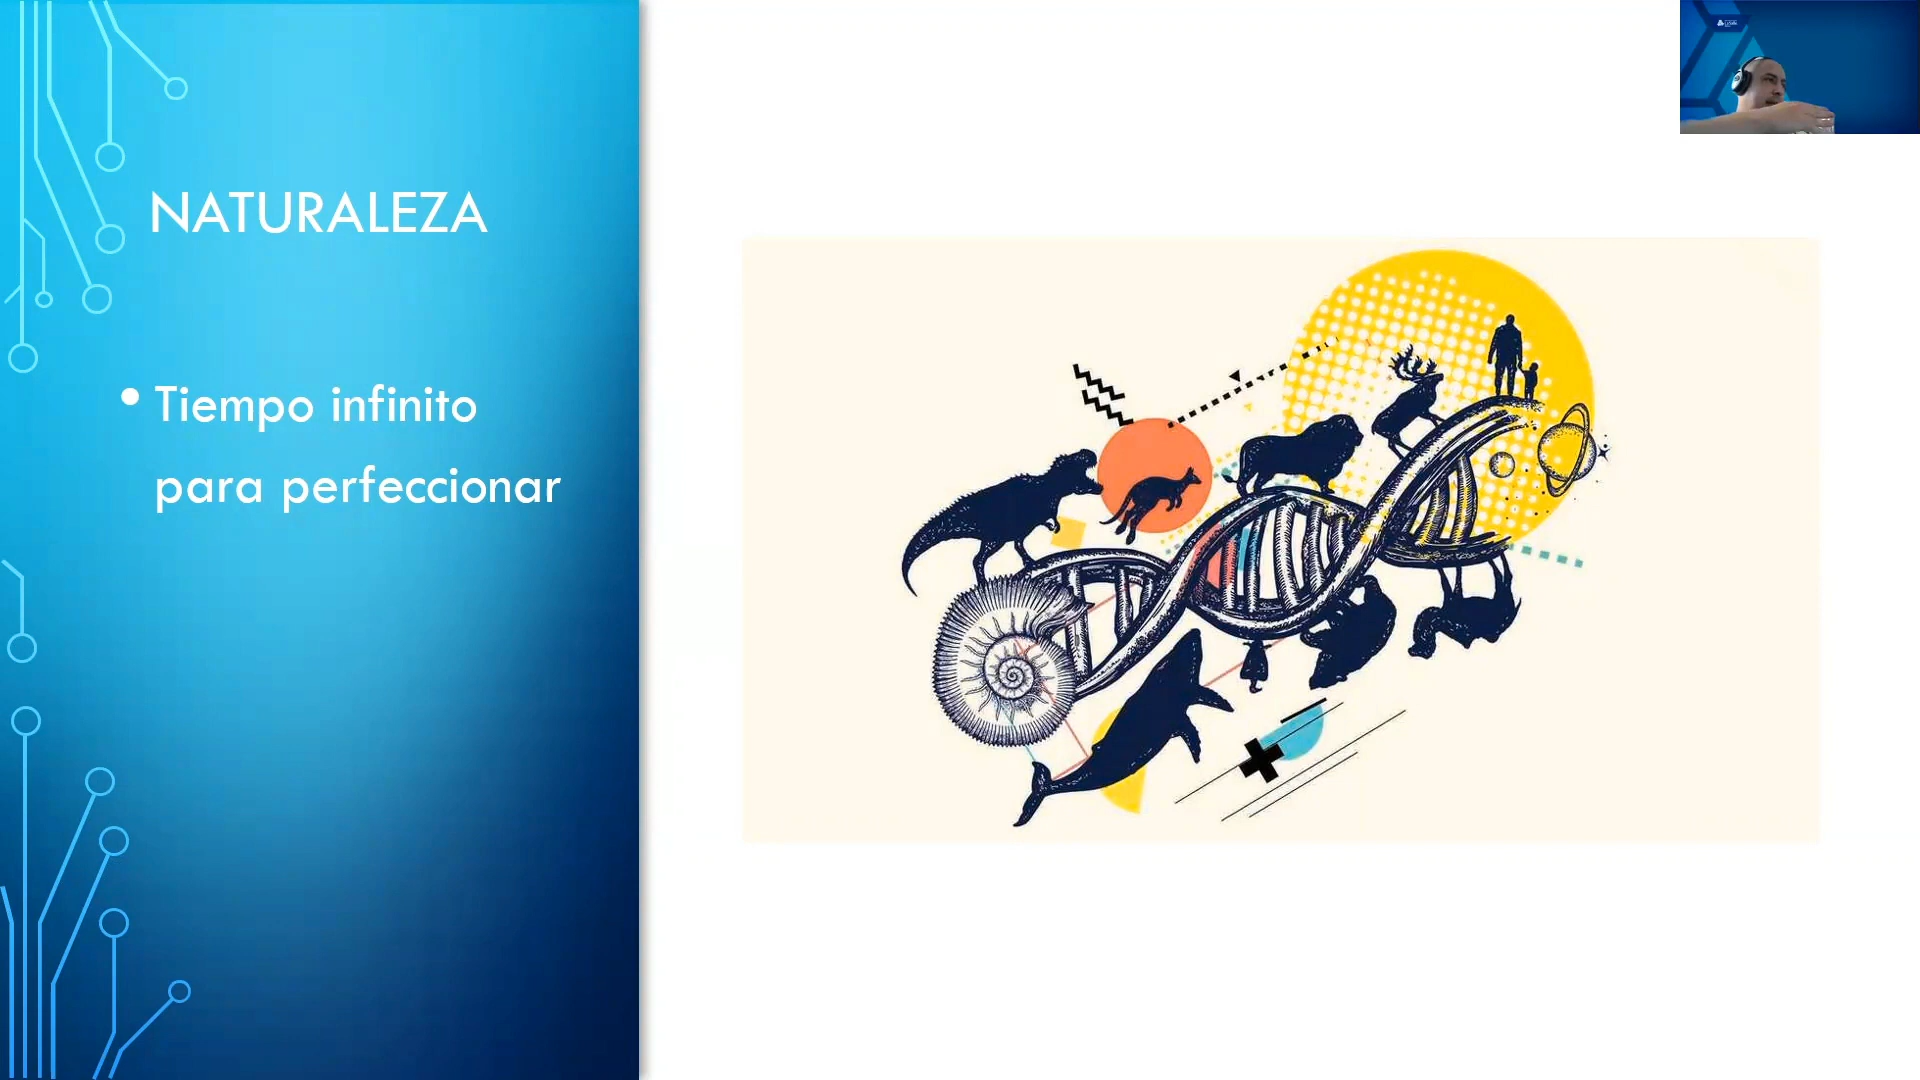 NATURALEZA
• Tiempo infinito
para perfeccionar